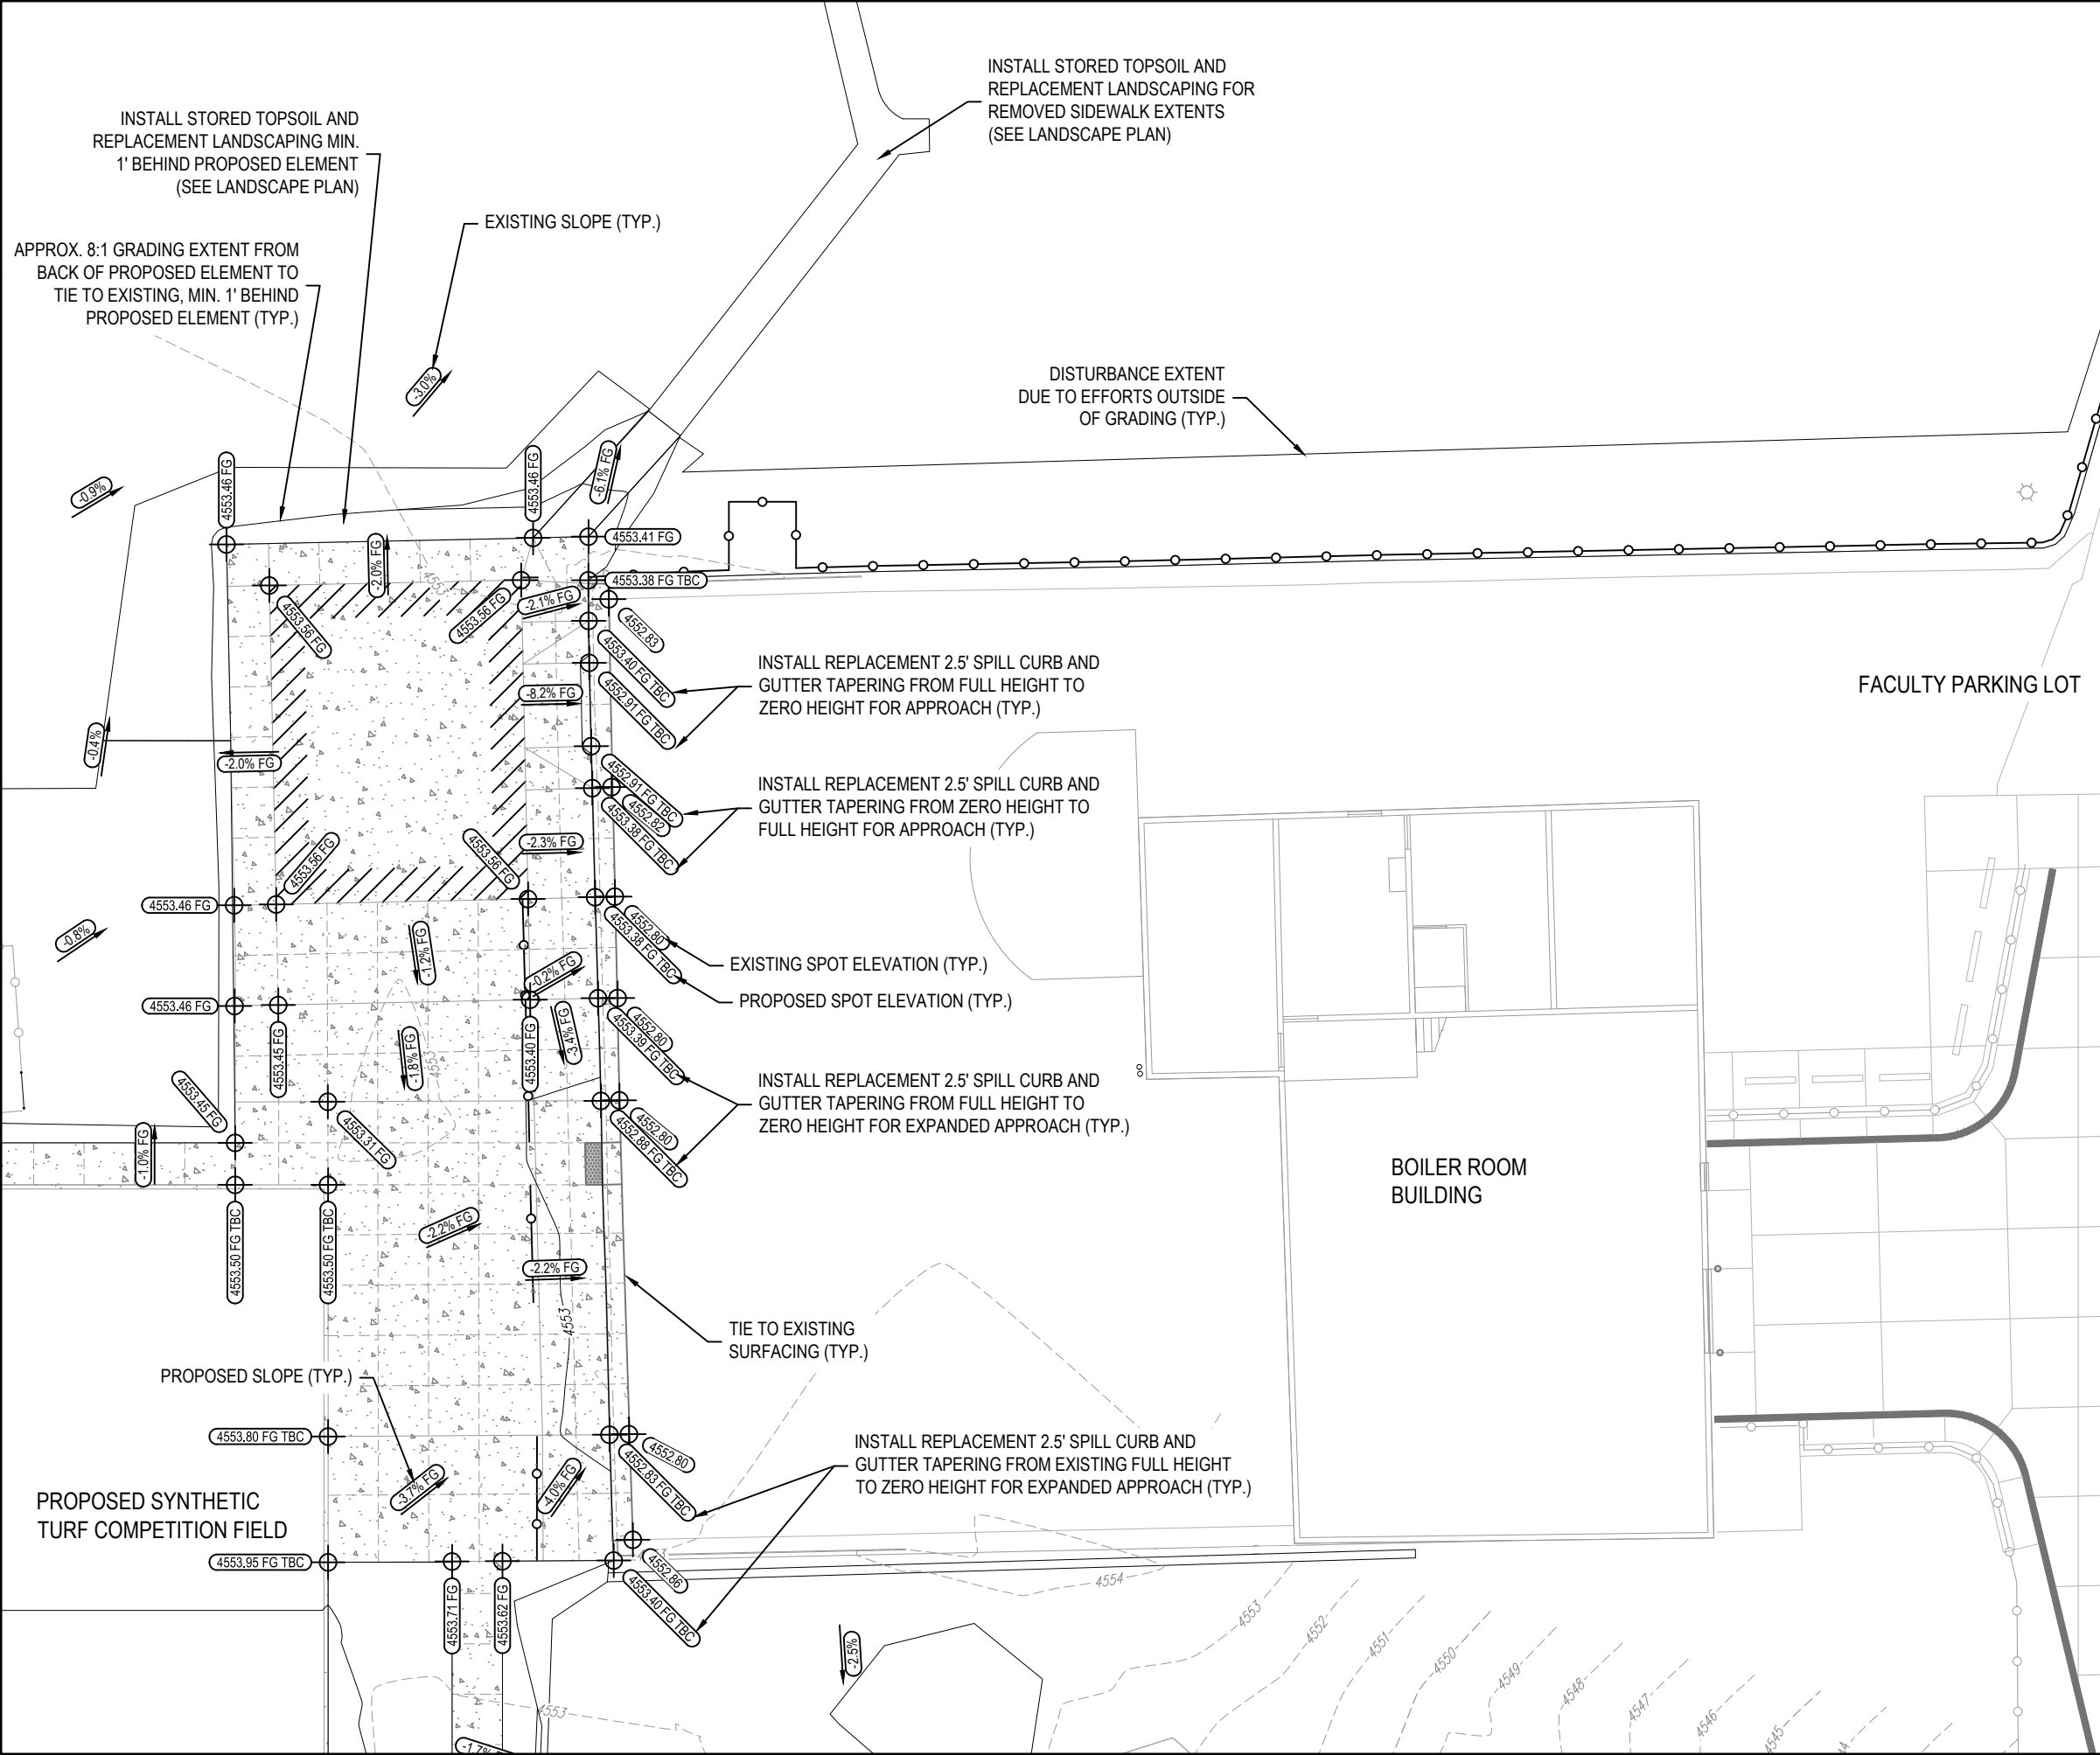 INSTALL STORED TOPSOIL AND
REPLACEMENT LANDSCAPING FOR
REMOVED SIDEWALK EXTENTS
(SEE LANDSCAPE PLAN)
INSTALL STORED TOPSOIL AND
REPLACEMENT LANDSCAPING MIN.
1' BEHIND PROPOSED ELEMENT
(SEE LANDSCAPE PLAN)
EXISTING SLOPE (TYP.)
APPROX. 8:1 GRADING EXTENT FROM
BACK OF PROPOSED ELEMENT TO
TIE TO EXISTING, MIN. 1' BEHIND
PROPOSED ELEMENT (TYP.)
-3.0%
DISTURBANCE EXTENT
DUE TO EFFORTS OUTSIDE
OF GRADING (TYP.)
-0.9%
4553.46 FG
4553.46 FG
-6.1% FG
4553.41 FG
-2.0% FG
4553
4553.38 FG TBC
-2.1% FG
4553.56 FG
4553.56 FG
4552.83
4553.40 FG TBC
4552.91 FG TBC
INSTALL REPLACEMENT 2.5' SPILL CURB AND
GUTTER TAPERING FROM FULL HEIGHT TO
ZERO HEIGHT FOR APPROACH (TYP.)
FACULTY PARKING LOT
-8.2% FG
-0.4%
-2.0% FG
4552.91 FG TBC
4552.82
4553.38 FG TBC
INSTALL REPLACEMENT 2.5' SPILL CURB AND
GUTTER TAPERING FROM ZERO HEIGHT TO
FULL HEIGHT FOR APPROACH (TYP.)
-2.3% FG
4553.56 FG
4553.56 FG
4553.46 FG
-0.8%
-1.2% FG
4552.80
4553.38 FG TBC
EXISTING SPOT ELEVATION (TYP.)
-0.2% FG
PROPOSED SPOT ELEVATION (TYP.)
4553.46 FG
4553.45 FG
-1.8% FG
4553
4553.40 FG
-3.4% FG
4552.80
4553.39 FG TBC
INSTALL REPLACEMENT 2.5' SPILL CURB AND
GUTTER TAPERING FROM FULL HEIGHT TO
ZERO HEIGHT FOR EXPANDED APPROACH (TYP.)
4553.45 FG
4553.31 FG
4552.80
4552.88 FG TBC
-1.0% FG
BOILER ROOM
BUILDING
4553.50 FG TBC
4553.50 FG TBC
-2.2% FG
-2.2% FG
4553
TIE TO EXISTING
SURFACING (TYP.)
PROPOSED SLOPE (TYP.)
4553.80 FG TBC
4552.80
4552.83 FG TBC
INSTALL REPLACEMENT 2.5' SPILL CURB AND
GUTTER TAPERING FROM EXISTING FULL HEIGHT
TO ZERO HEIGHT FOR EXPANDED APPROACH (TYP.)
-3.7% FG
-4.0% FG
PROPOSED SYNTHETIC
TURF COMPETITION FIELD
4553.95 FG TBC
4553.71 FG
4553.62 FG
4552.86
4553.40 FG TBC
4554
4553
4552
4551
4550
4549
4548
4547
4546
4545
-2.5%
4553
-1.7%